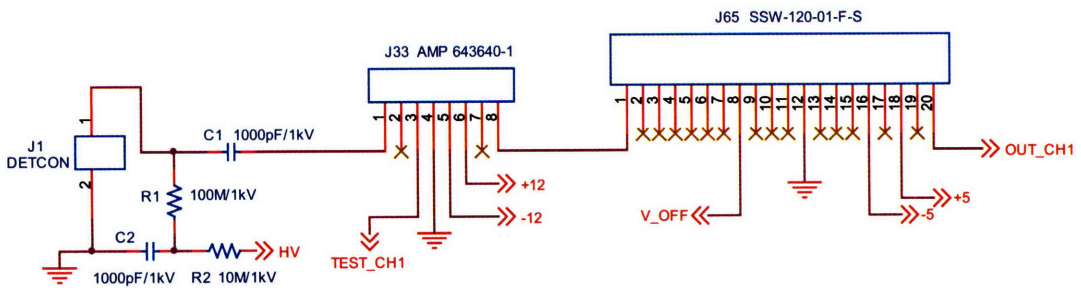 J65 SSW-120-01-F-S
J33 AMP 643640-1
1 2 3 4 5 6 7 8
1 2 3 4 5 6 7 8 9 10 11 12 13 14 15 16 17 18 19 20
J1
DETCON
1
2
C1 1000pF/1kV
R1
100M/1kV
C2
1000pF/1kV
R2 10M/1kV
HV
TEST_CH1
+12
-12
V_OFF
-5
+5
OUT_CH1